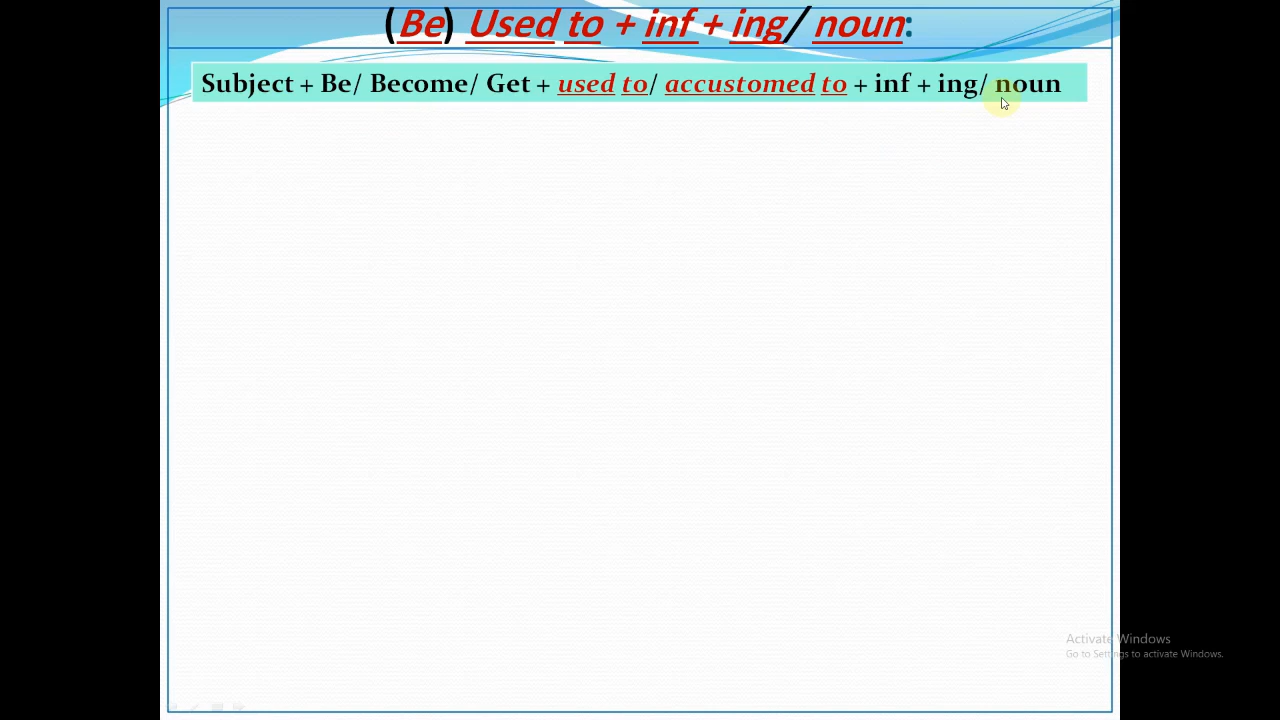 (Be) Used to + inf + ing/ noun:
Subject + Be/ Become/ Get + used to/ accustomed to + inf + ing/ noun
Activate Windows
Go to Settings to activate Windows.